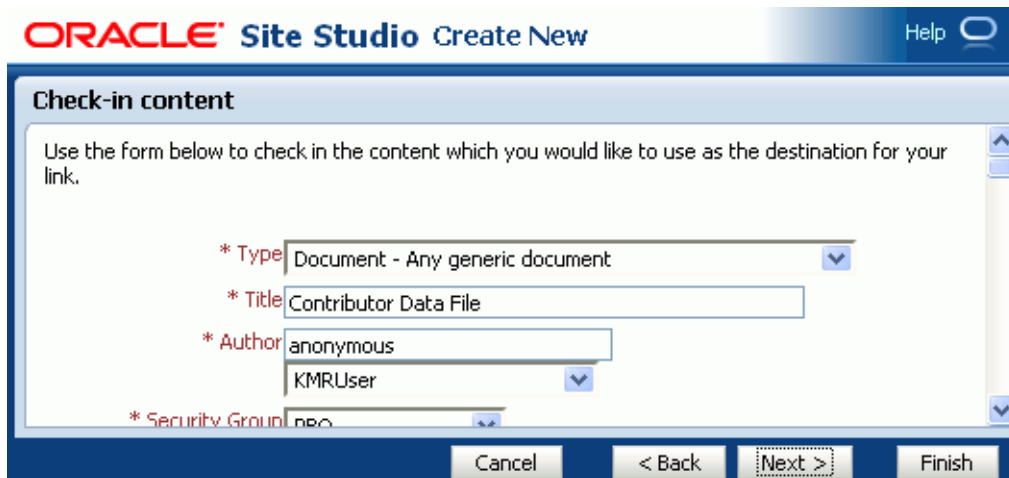 ORACLE Site Studio Create New
Help
Check-in content
Use the form below to check in the content which you would like to use as the destination for your
link.
* Type Document - Any generic document
* Title Contributor Data File
* Author anonymous
KMRUser
* Security Group
Cancel < Back Next > Finish